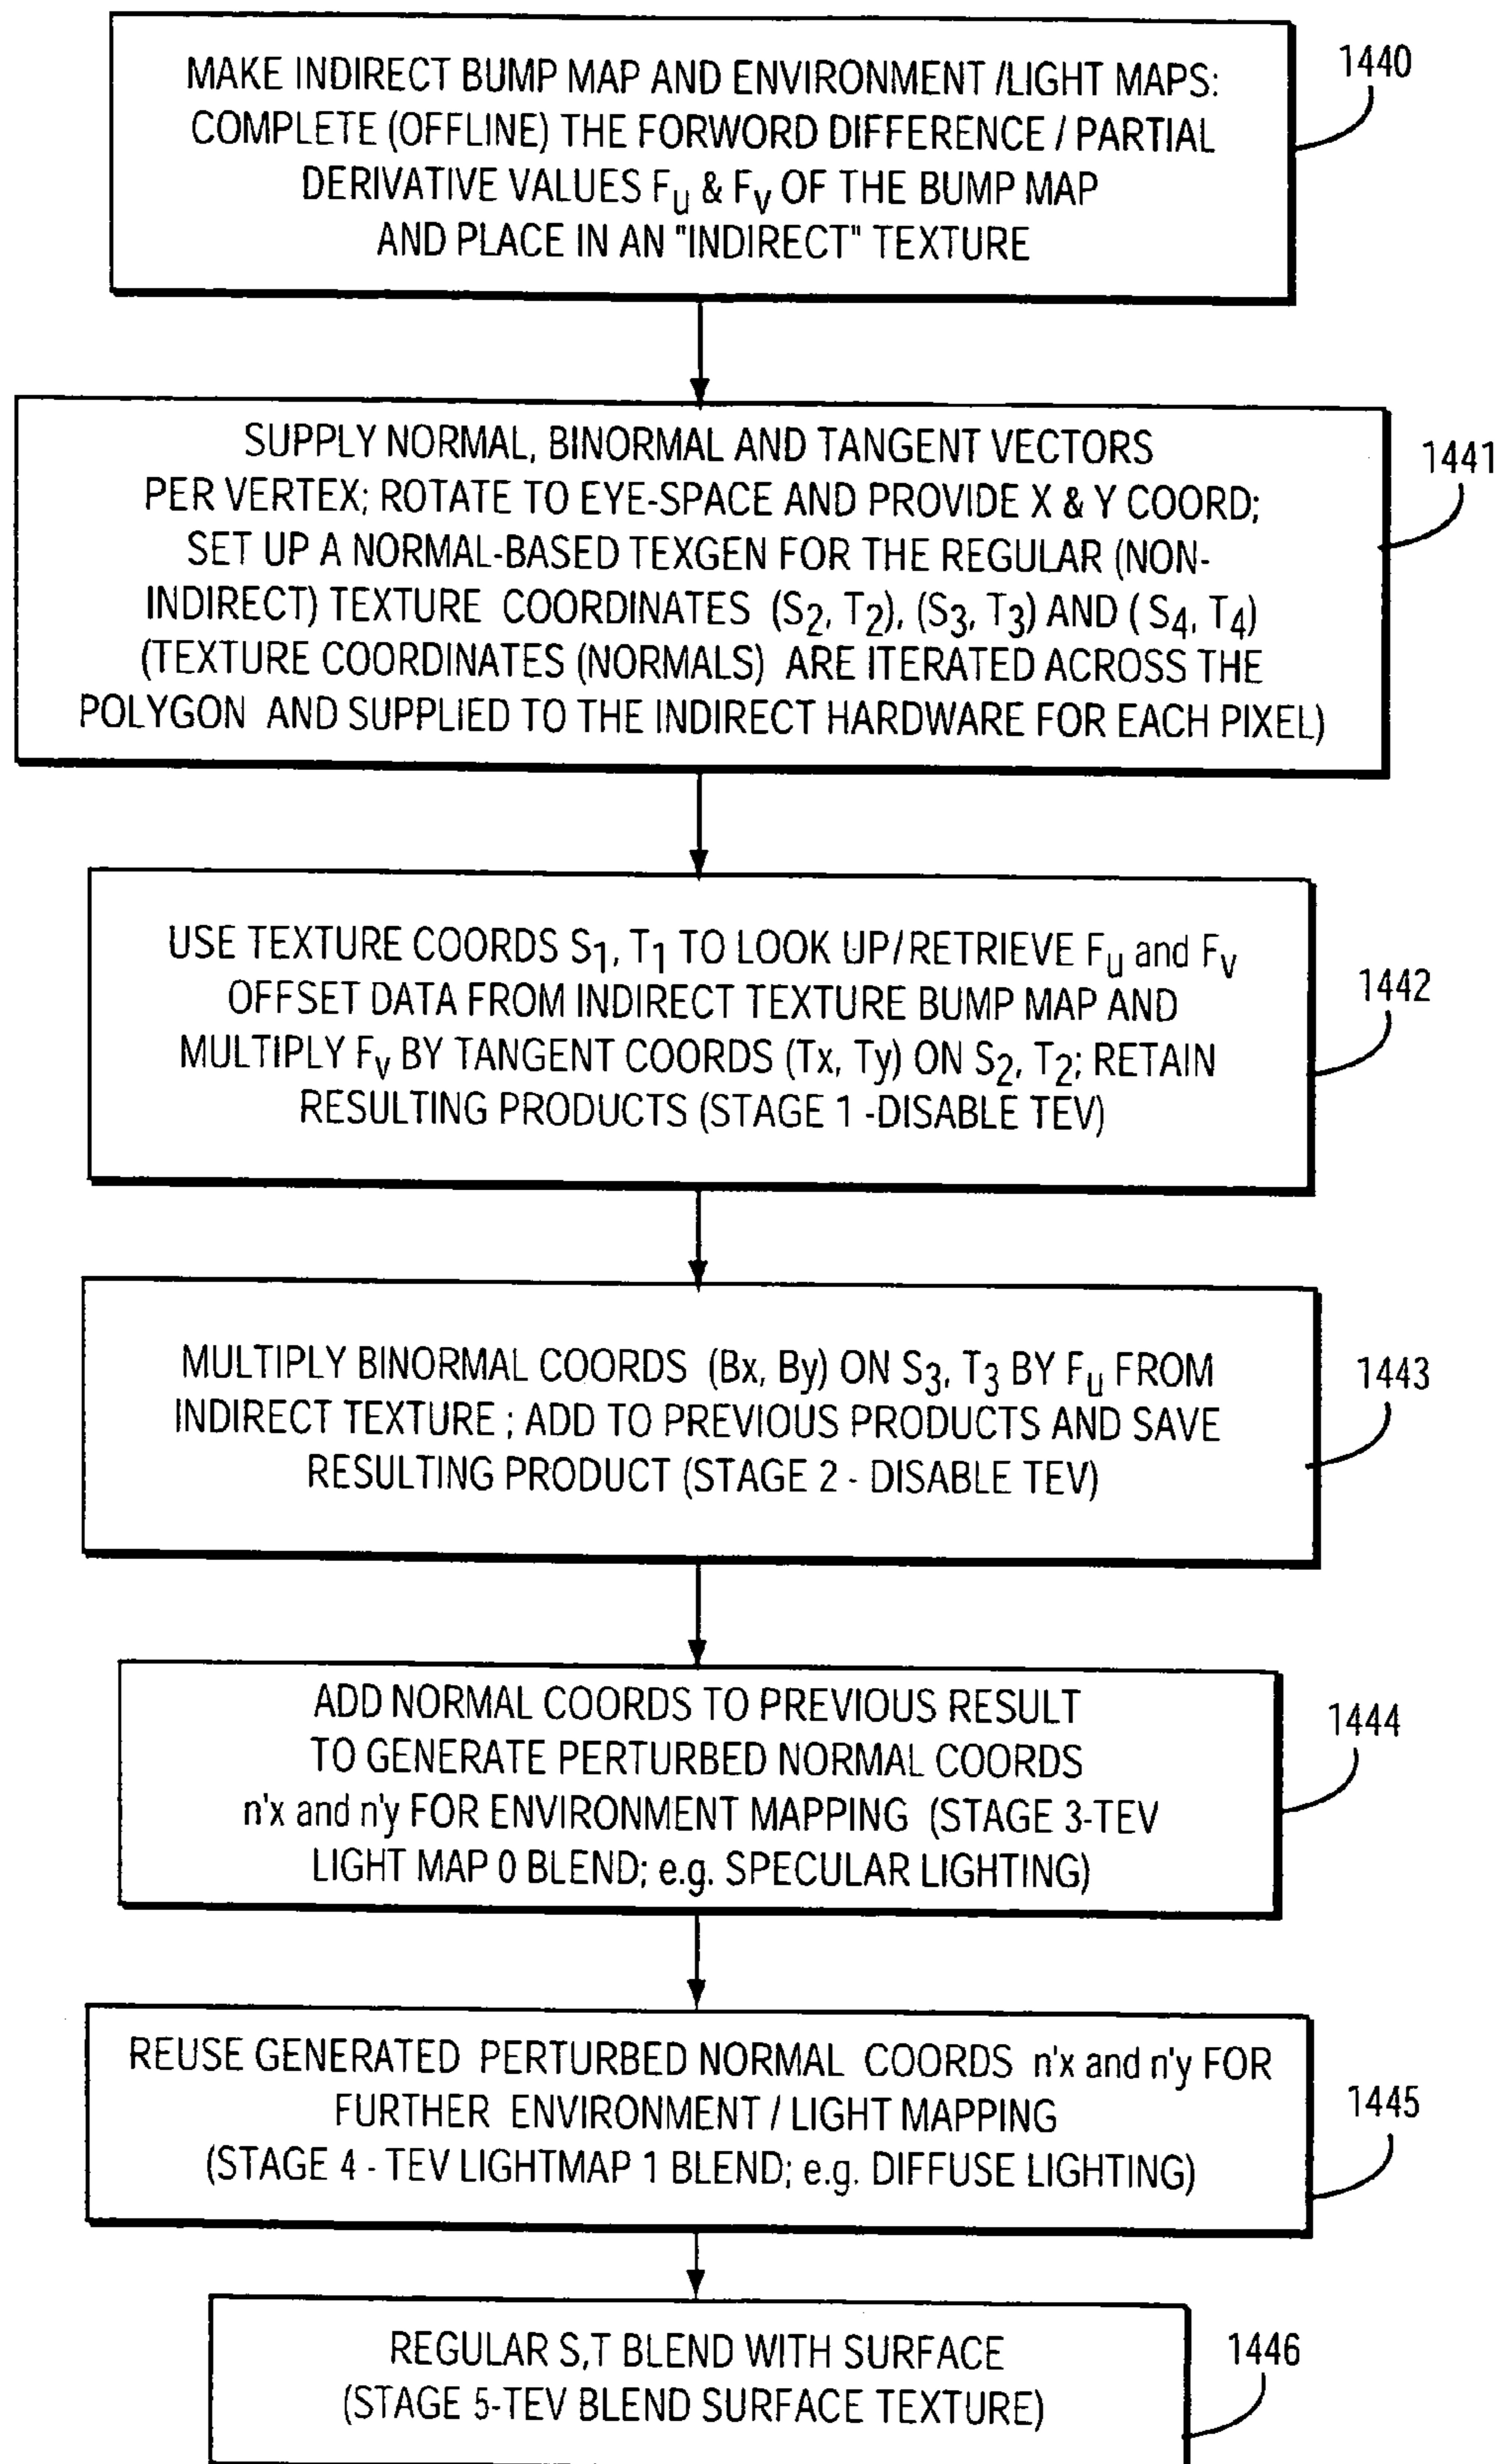 MAKE INDIRECT BUMP MAP AND ENVIRONMENT /LIGHT MAPS:
COMPLETE (OFFLINE) THE FORWORD DIFFERENCE / PARTIAL
DERIVATIVE VALUES Fu & Fv OF THE BUMP MAP
AND PLACE IN AN "INDIRECT" TEXTURE
1440
SUPPLY NORMAL, BINORMAL AND TANGENT VECTORS
PER VERTEX; ROTATE TO EYE-SPACE AND PROVIDE X & Y COORD;
SET UP A NORMAL-BASED TEXGEN FOR THE REGULAR (NON-
INDIRECT) TEXTURE COORDINATES (S2, T2), (S3, T3) AND (S4, T4)
(TEXTURE COORDINATES (NORMALS) ARE ITERATED ACROSS THE
POLYGON AND SUPPLIED TO THE INDIRECT HARDWARE FOR EACH PIXEL)
1441
USE TEXTURE COORDS S1, T1 TO LOOK UP/RETRIEVE Fu and Fv
OFFSET DATA FROM INDIRECT TEXTURE BUMP MAP AND
MULTIPLY Fv BY TANGENT COORDS (Tx, Ty) ON S2, T2; RETAIN
RESULTING PRODUCTS (STAGE 1 -DISABLE TEV)
1442
MULTIPLY BINORMAL COORDS (Bx, By) ON S3, T3 BY Fu FROM
INDIRECT TEXTURE ; ADD TO PREVIOUS PRODUCTS AND SAVE
RESULTING PRODUCT (STAGE 2 - DISABLE TEV)
1443
ADD NORMAL COORDS TO PREVIOUS RESULT
TO GENERATE PERTURBED NORMAL COORDS
n'x and n'y FOR ENVIRONMENT MAPPING (STAGE 3-TEV
LIGHT MAP 0 BLEND; e.g. SPECULAR LIGHTING)
1444
REUSE GENERATED PERTURBED NORMAL COORDS n'x and n'y FOR
FURTHER ENVIRONMENT / LIGHT MAPPING
(STAGE 4 - TEV LIGHTMAP 1 BLEND; e.g. DIFFUSE LIGHTING)
1445
REGULAR S,T BLEND WITH SURFACE
(STAGE 5-TEV BLEND SURFACE TEXTURE)
1446